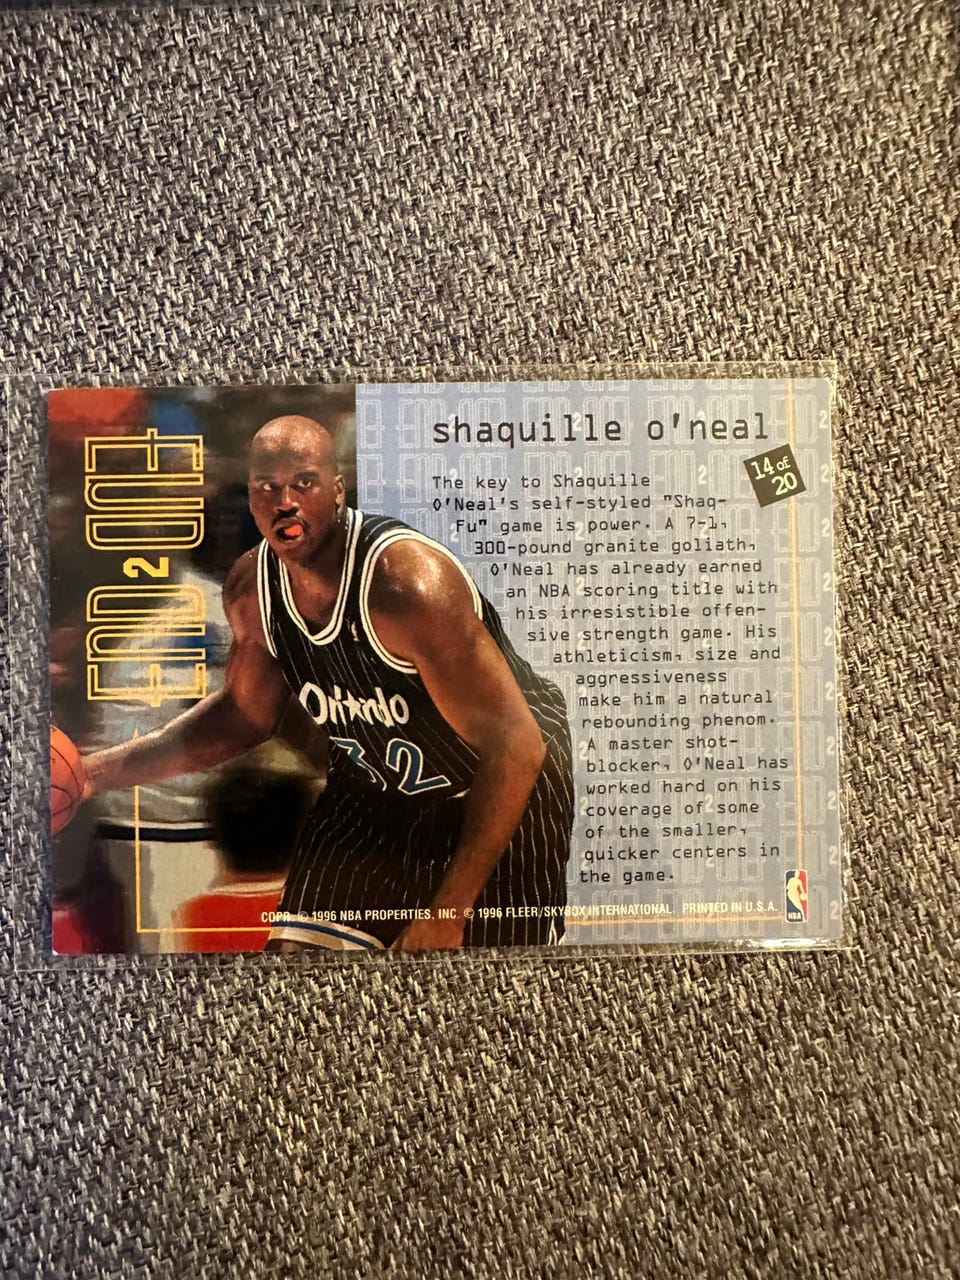 END 2 END
shaquille o'neal
14 of
20
The key to Shaquille
O'Neal's self-styled "Shaq-
Fu" game is power. A 7-1,
300-pound granite goliath,
O'Neal has already earned
an NBA scoring title with
his irresistible offen-
sive strength game. His
athleticism, size and
aggressiveness
make him a natural
rebounding phenom.
A master shot-
blocker, O'Neal has
worked hard on his
coverage of some
of the smaller,
quicker centers in
the game.
Orlando
32
COPR. © 1996 NBA PROPERTIES, INC. © 1996 FLEER/SKYBOX INTERNATIONAL. PRINTED IN U.S.A.
NBA